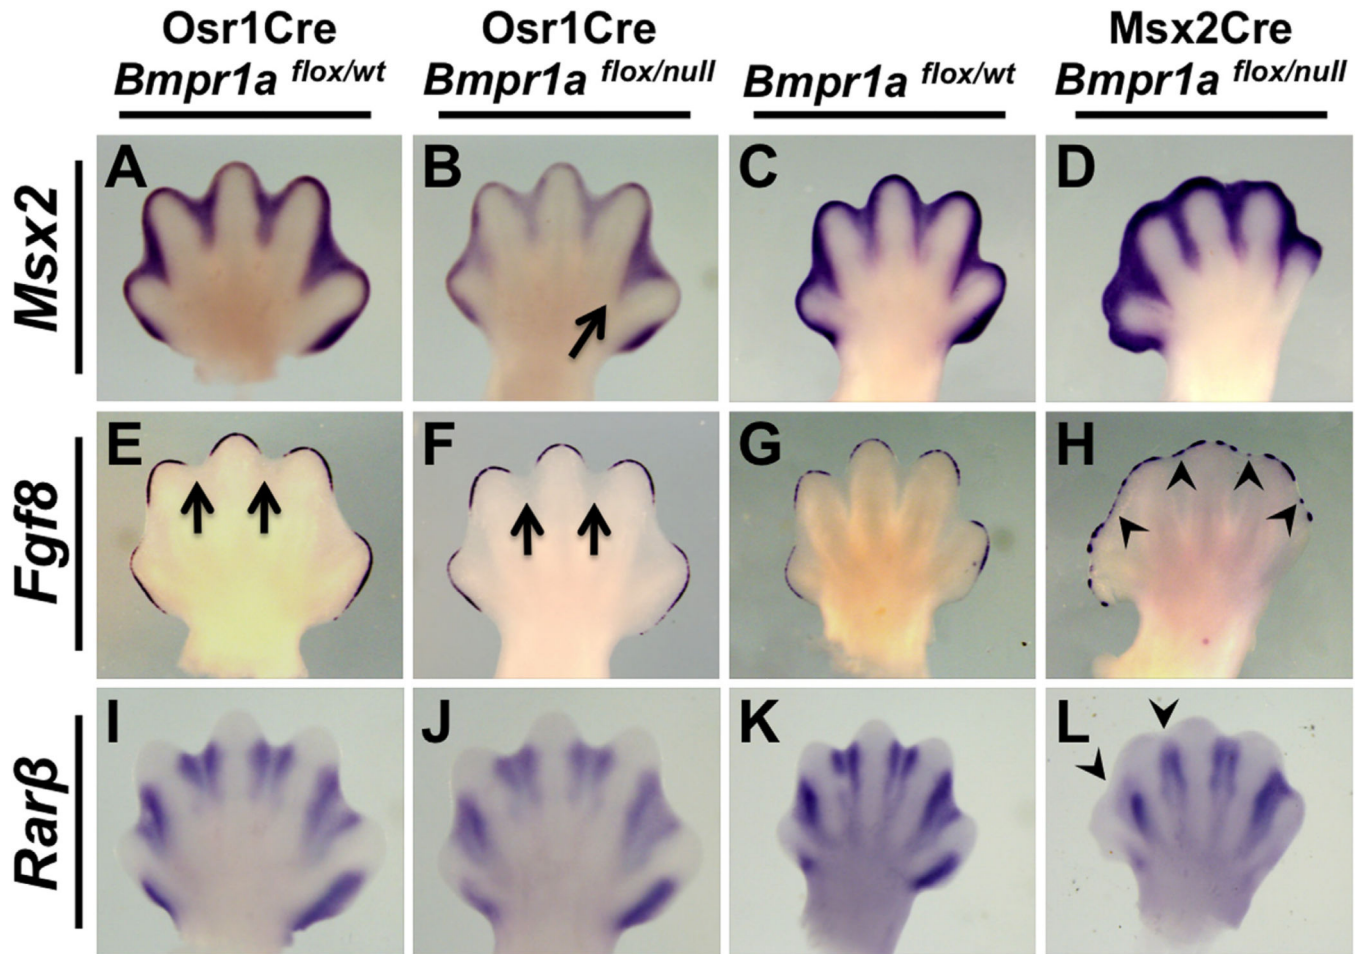 Osr1Cre Osr1Cre Msx2Cre
Bmpr1a flox/wt Bmpr1a flox/null Bmpr1a flox/wt Bmpr1a flox/null
Msx2
A B C D
Fgf8
E F G H
Rarβ
I J K L